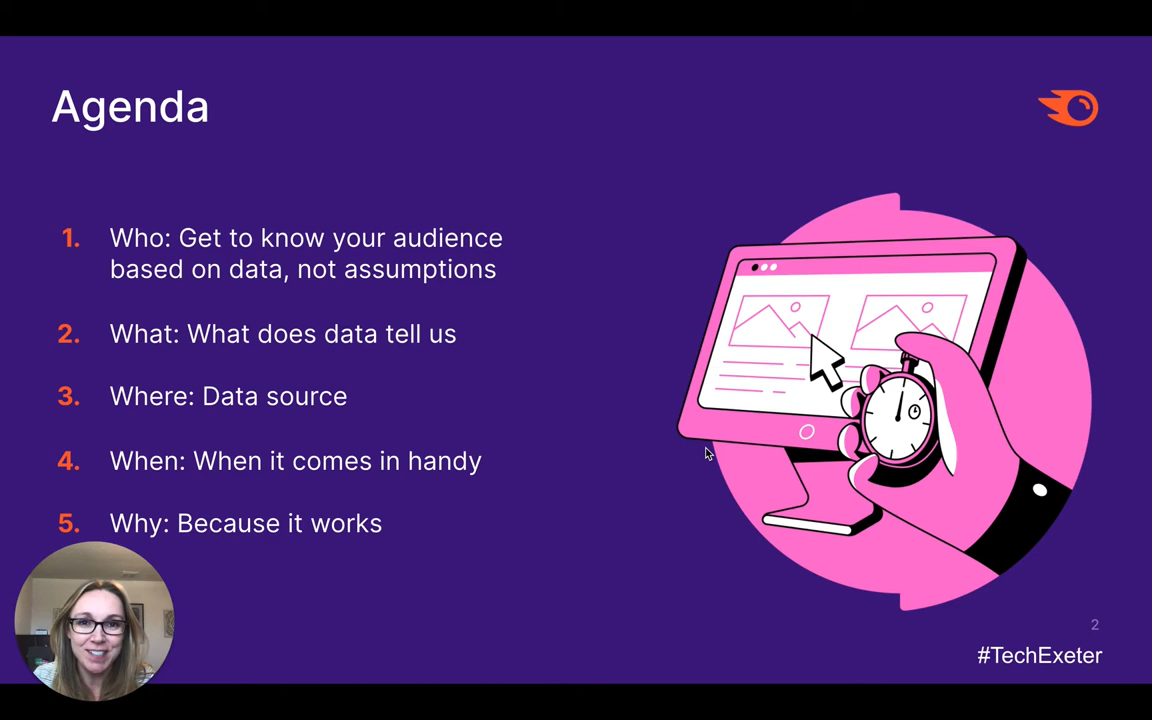 Agenda
1. Who: Get to know your audience
based on data, not assumptions
2. What: What does data tell us
3. Where: Data source
4. When: When it comes in handy
5. Why: Because it works
2
#TechExeter